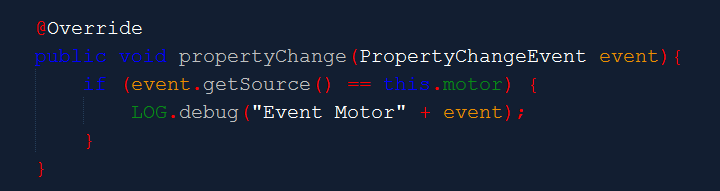 @Override
public void propertyChange(PropertyChangeEvent event){
if (event.getSource() == this.motor) {
LOG.debug("Event Motor" + event);
}
}